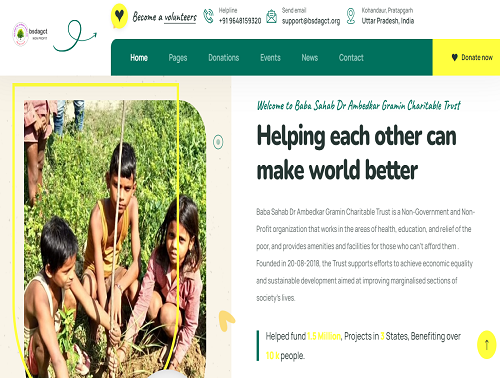 bsdagct
Become a volunteers
Helpline
+91 9648159320
Send email
support@bsdagct.org
Kohandaur, Pratapgarh
Uttar Pradesh, India
Home Pages Donations Events News Contact
Donate now
Welcome to Baba Sahab Dr Ambedkar Gramin Charitable Trust
Helping each other can
make world better
Baba Sahab Dr Ambedkar Gramin Charitable Trust is a Non-Government and Non-
Profit organization that works in the areas of health, education, and relief of the
poor, and provides amenities and facilities for those who can't afford them .
Founded in 20-08-2018, the Trust supports efforts to achieve economic equality
and sustainable development aimed at improving marginalised sections of
society's lives.
Helped fund 1.5 Million, Projects in 3 States, Benefiting over
10 k people.